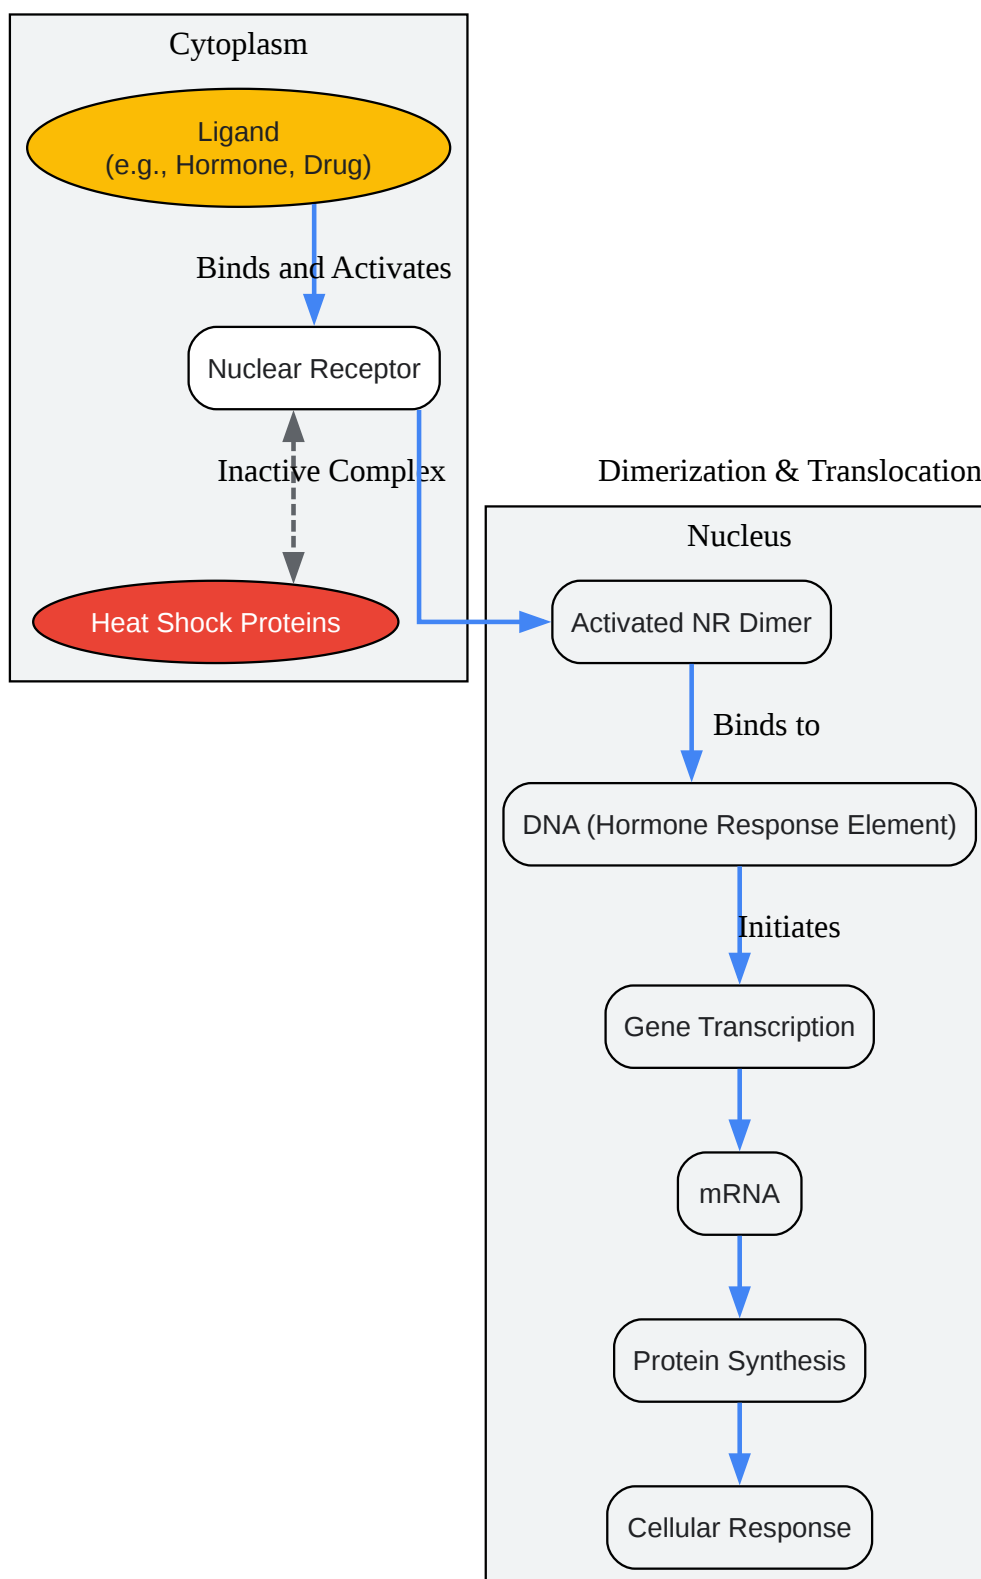 Cytoplasm
Ligand
(e.g., Hormone, Drug)
Binds and Activates
Nuclear Receptor
Inactive Complex
Heat Shock Proteins
Dimerization & Translocation
Nucleus
Activated NR Dimer
Binds to
DNA (Hormone Response Element)
Initiates
Gene Transcription
mRNA
Protein Synthesis
Cellular Response